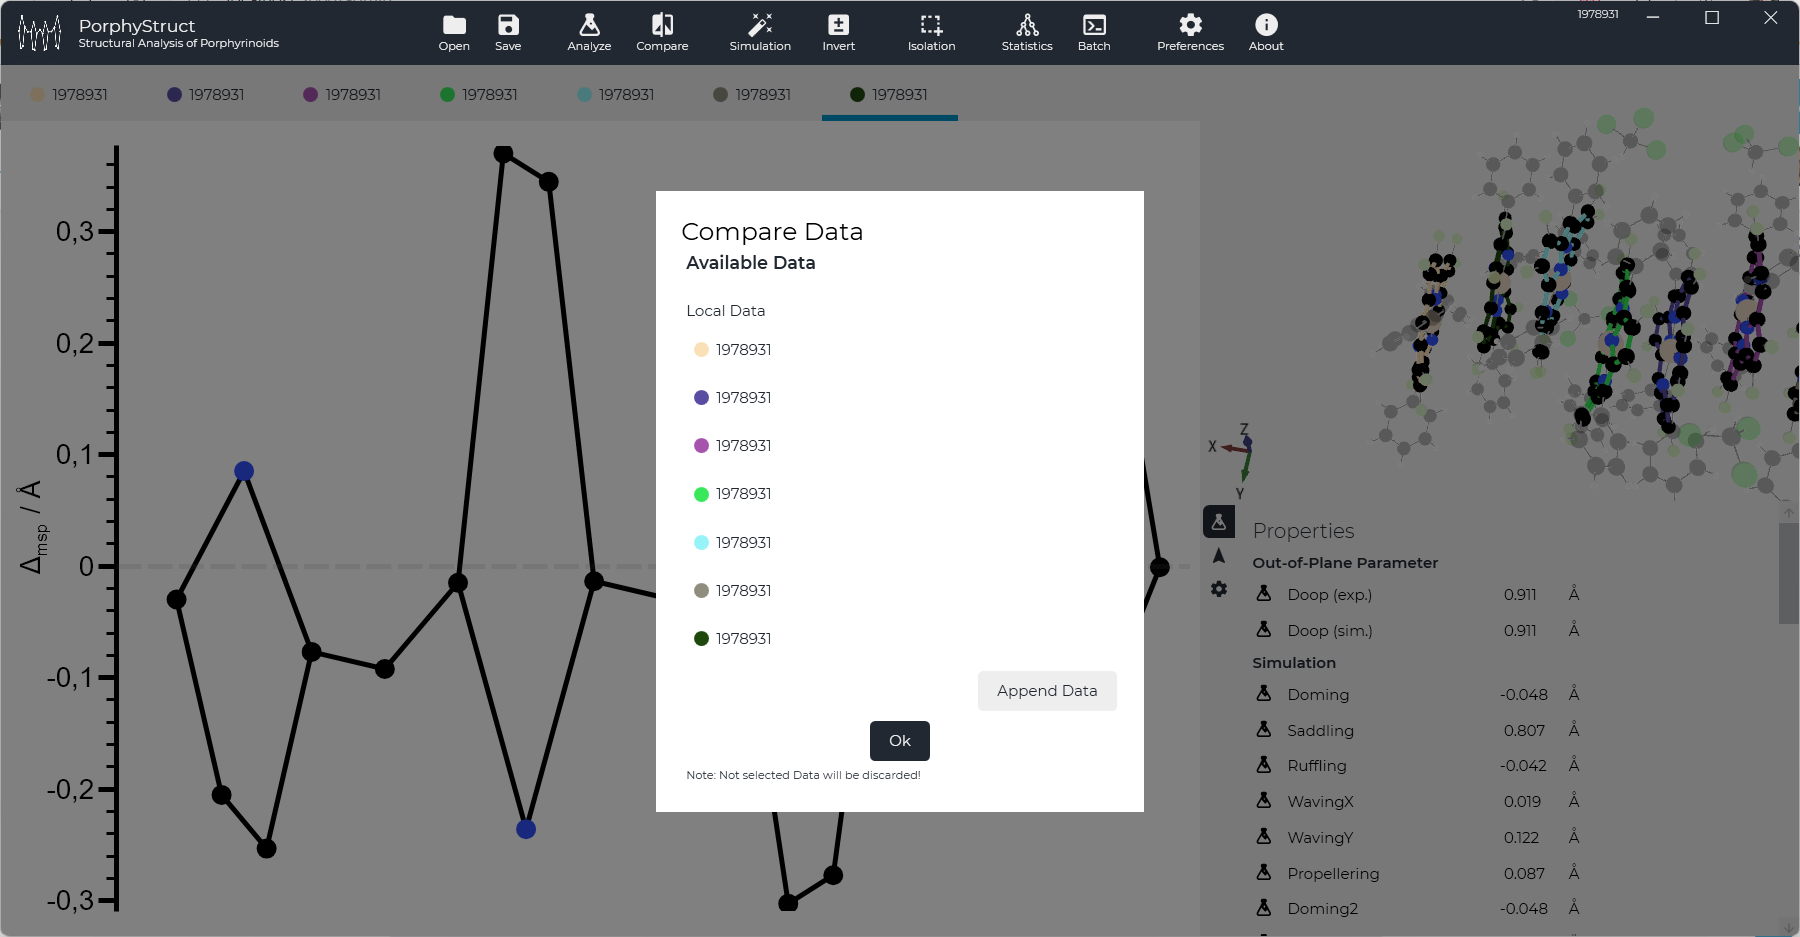 PorphyStruct
Structural Analysis of Porphyrinoids
Open
Save
Analyze
Compare
Simulation
Invert
Isolation
Statistics
Batch
Preferences
About
1978931
1978931
1978931
1978931
1978931
1978931
1978931
1978931
0,3
0,2
0,1
0
-0,1
-0,2
-0,3
Δmsp / Å
Compare Data
Available Data
Local Data
1978931
1978931
1978931
1978931
1978931
1978931
1978931
Append Data
Ok
Note: Not selected Data will be discarded!
Z
X
Y
Properties
Out-of-Plane Parameter
Doop (exp.) 0.911 Å
Doop (sim.) 0.911 Å
Simulation
Doming -0.048 Å
Saddling 0.807 Å
Ruffling -0.042 Å
WavingX 0.019 Å
WavingY 0.122 Å
Propellering 0.087 Å
Doming2 -0.048 Å